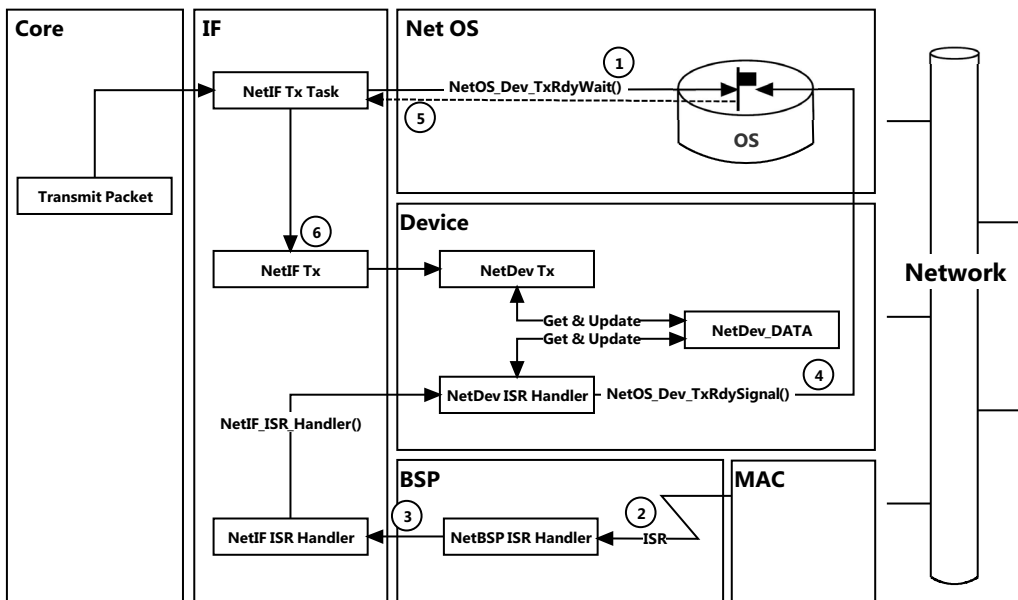 Core
IF
Net OS
NetIF Tx Task
NetOS_Dev_TxRdyWait()
1
5
OS
Transmit Packet
Device
6
NetIF Tx
NetDev Tx
Network
Get & Update
Get & Update
NetDev_DATA
NetDev ISR Handler
NetOS_Dev_TxRdySignal()
4
NetIF_ISR_Handler()
BSP
MAC
3
2
NetIF ISR Handler
NetBSP ISR Handler
ISR